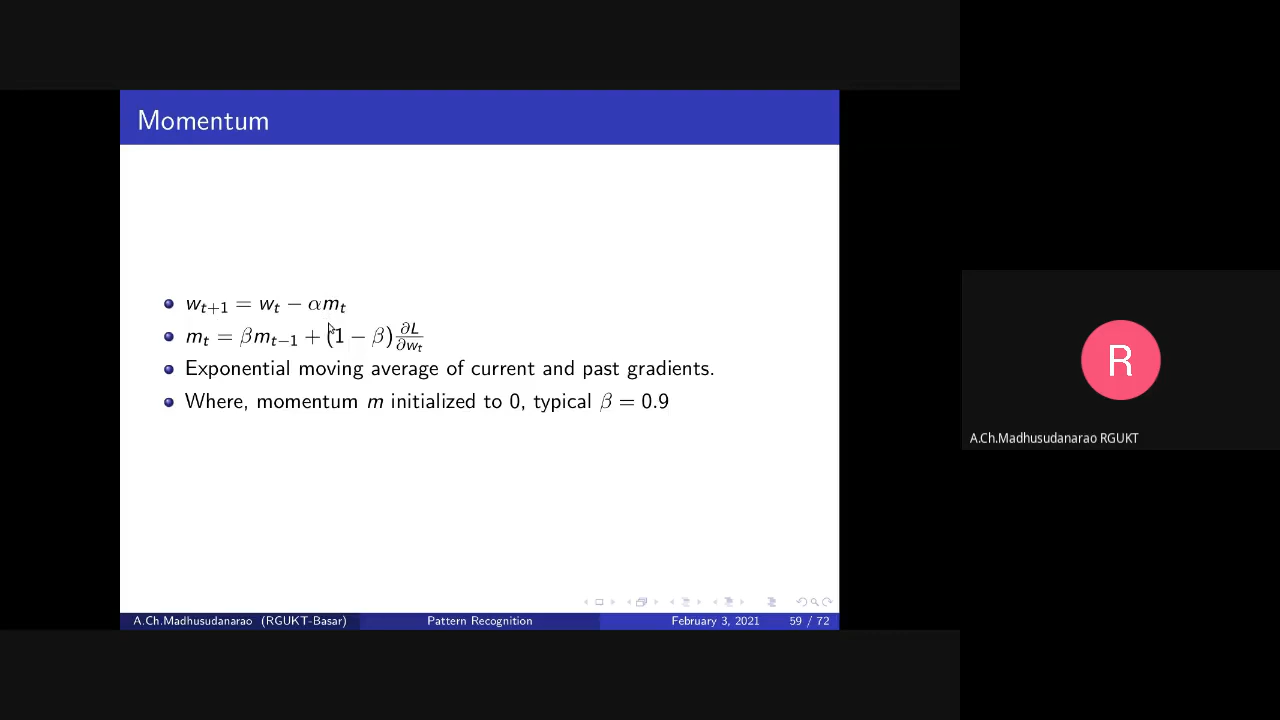 Momentum
w_{t+1} = w_t − αm_t
m_t = βm_{t−1} + (1 − β) ∂L/∂w_t
Exponential moving average of current and past gradients.
Where, momentum m initialized to 0, typical β = 0.9
A.Ch.Madhusudanarao (RGUKT-Basar) Pattern Recognition February 3, 2021 59 / 72
R
A.Ch.Madhusudanarao RGUKT